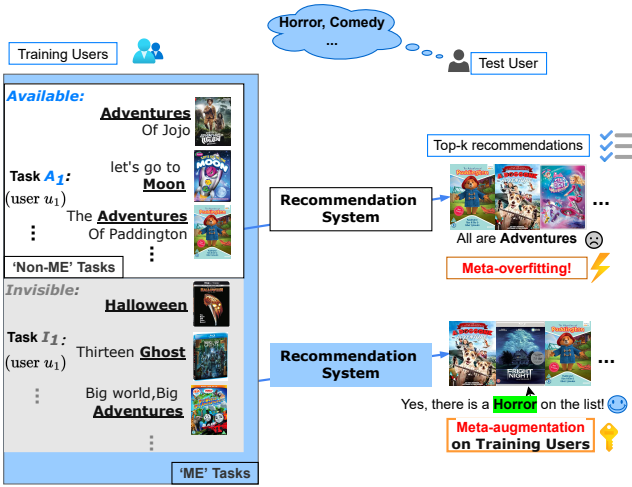 Horror, Comedy
...
Training Users
Test User
Available:
Adventures
Of Jojo
let's go to
Moon
Task A1:
(user u1)
The Adventures
Of Paddington
'Non-ME' Tasks
Invisible:
Halloween
Task I1:
(user u1)
Thirteen Ghost
Big world,Big
Adventures
'ME' Tasks
Recommendation
System
Recommendation
System
Top-k recommendations
...
All are Adventures
Meta-overfitting!
FRIGHT
NIGHT
...
Yes, there is a Horror on the list!
Meta-augmentation
on Training Users